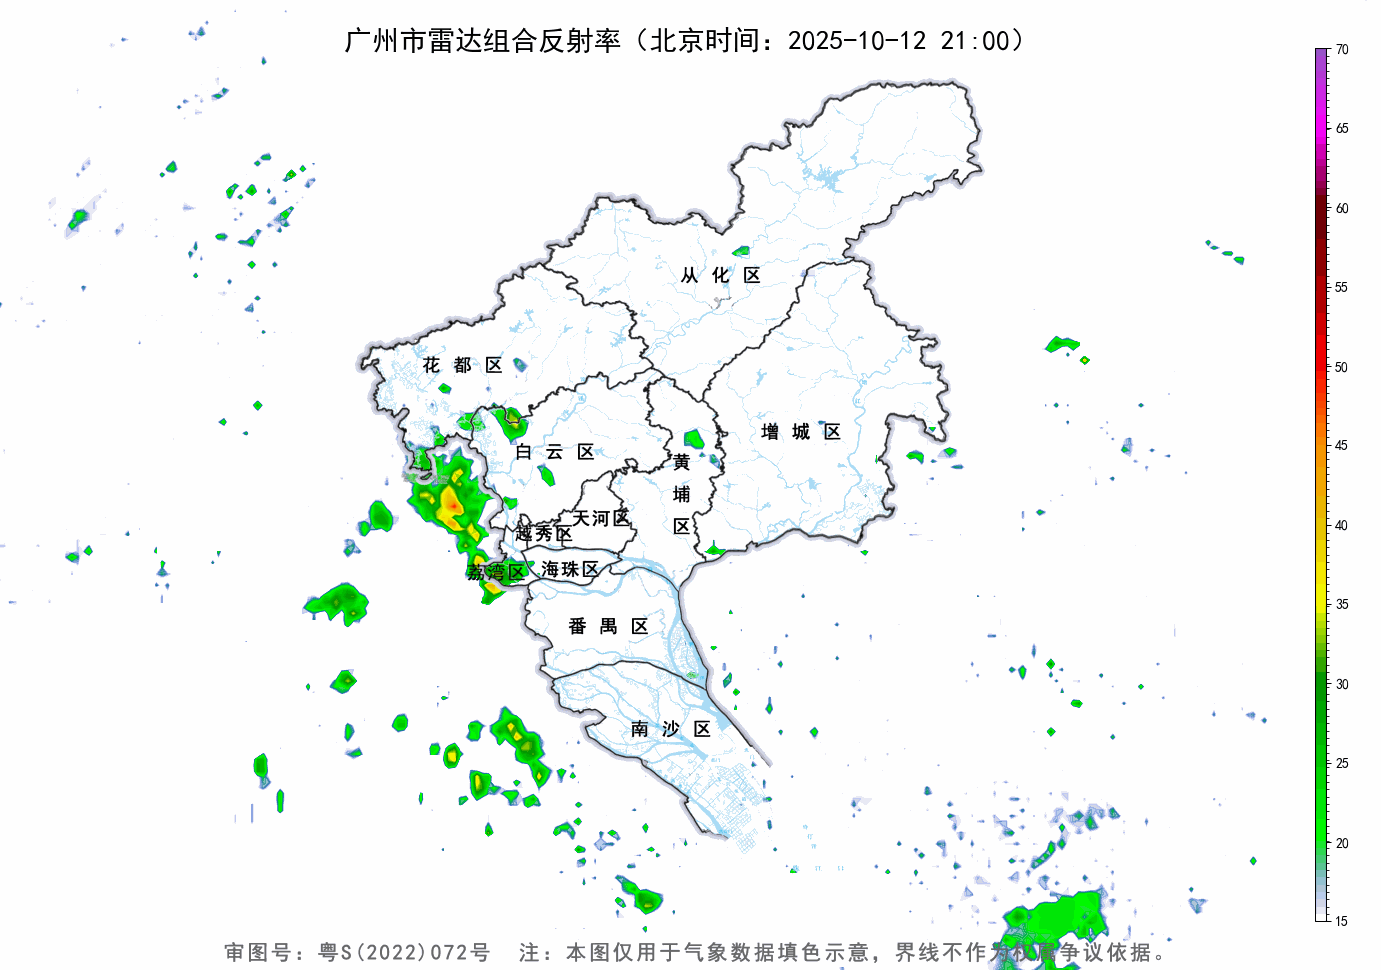 广州市雷达组合反射率（北京时间：2025-10-12 21:00）
70
65
60
55
50
45
40
35
30
25
20
15
从化区
花都区
增城区
白云区
黄埔区
天河区
越秀区
荔湾区
海珠区
番禺区
南沙区
审图号：粤S(2022)072号 注：本图仅用于气象数据填色示意，界线不作为权属争议依据。